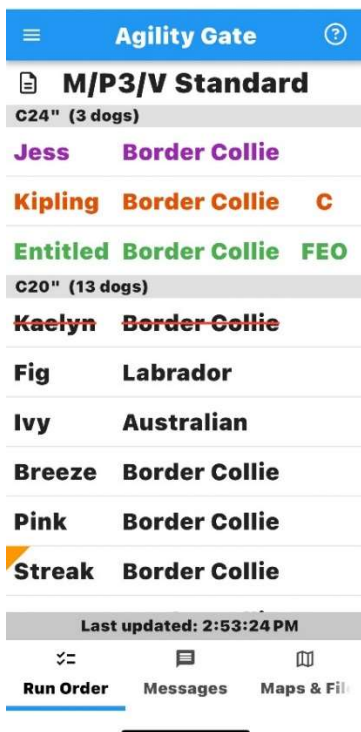 Agility Gate
M/P3/V Standard
C24" (3 dogs)
Jess Border Collie
Kipling Border Collie C
Entitled Border Collie FEO
C20" (13 dogs)
Kaelyn Border Collie
Fig Labrador
Ivy Australian
Breeze Border Collie
Pink Border Collie
Streak Border Collie
Last updated: 2:53:24 PM
Run Order Messages Maps & Fil